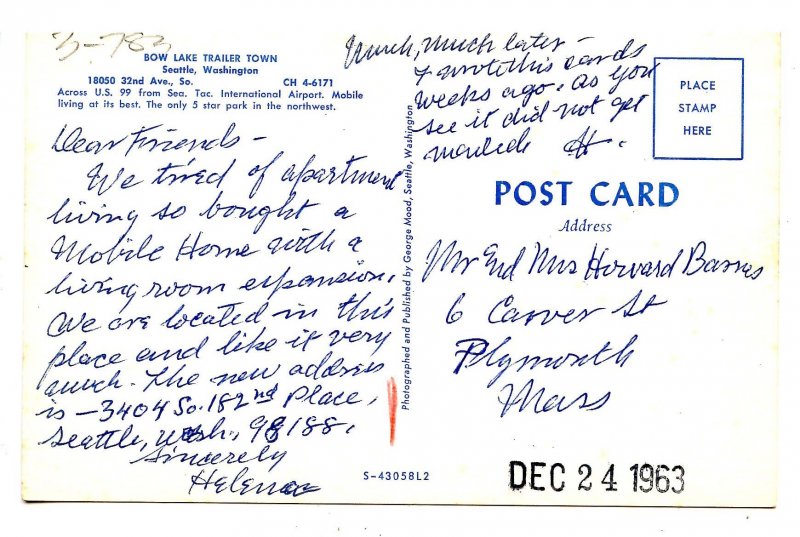 3-783
BOW LAKE TRAILER TOWN
Seattle, Washington
18050 32nd Ave., So. CH 4-6171
Across U.S. 99 from Sea. Tac. International Airport. Mobile
living at its best. The only 5 star park in the northwest.
Dear Friends -
We tired of apartment
living so bought a
Mobile Home with a
living room expansion.
We are located in this
place and like it very
much. The new address
is - 3404 So. 182nd Place,
Seattle, Wash., 98188.
Sincerely
Helena
Much, much later -
I wrote this cards
weeks ago. As you
see it did not get
mailed H.
Photographed and Published by George Mood, Seattle, Washington
S-43058L2
PLACE
STAMP
HERE
POST CARD
Address
Mr End Mrs Horward Barnes
6 Carver St
Plymouth
Mass
DEC 24 1963